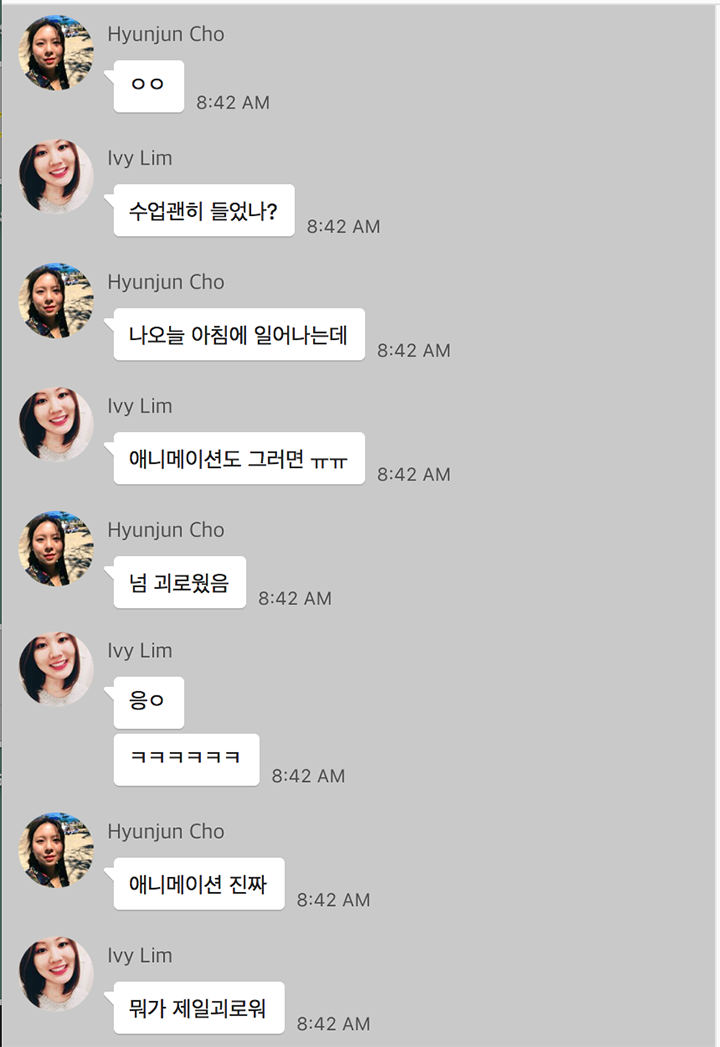 Hyunjun Cho
ㅇㅇ
8:42 AM
Ivy Lim
수업괜히 들었나?
8:42 AM
Hyunjun Cho
나오늘 아침에 일어나는데
8:42 AM
Ivy Lim
애니메이션도 그러면 ㅠㅠ
8:42 AM
Hyunjun Cho
넘 괴로웠음
8:42 AM
Ivy Lim
응ㅇ
ㅋㅋㅋㅋㅋㅋ
8:42 AM
Hyunjun Cho
애니메이션 진짜
8:42 AM
Ivy Lim
뭐가 제일괴로워
8:42 AM